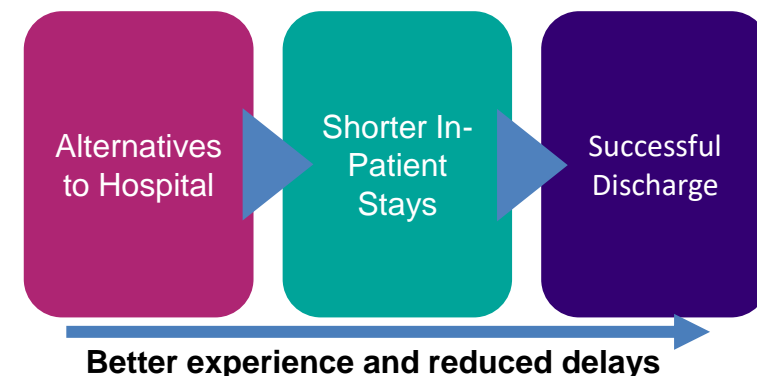 Alternatives
to Hospital
Shorter In-
Patient
Stays
Successful
Discharge
Better experience and reduced delays